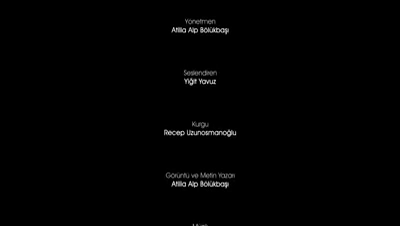 Yönetmen
Atilla Alp Bölükbaşı
Seslendiren
Yiğit Yavuz
Kurgu
Recep Uzunosmanoğlu
Görüntü ve Metin Yazarı
Atilla Alp Bölükbaşı